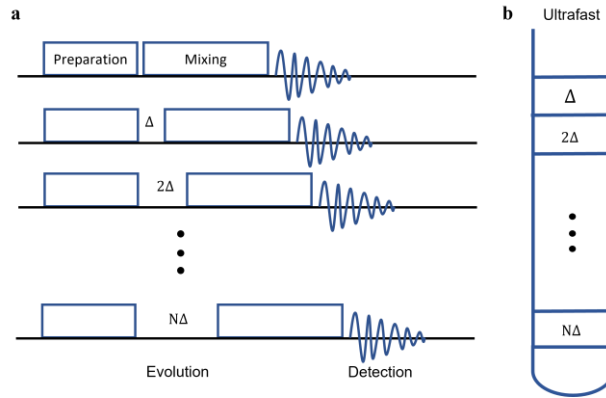 a
Preparation
Mixing
Δ
2Δ
NΔ
Evolution
Detection
b
Ultrafast
Δ
2Δ
NΔ